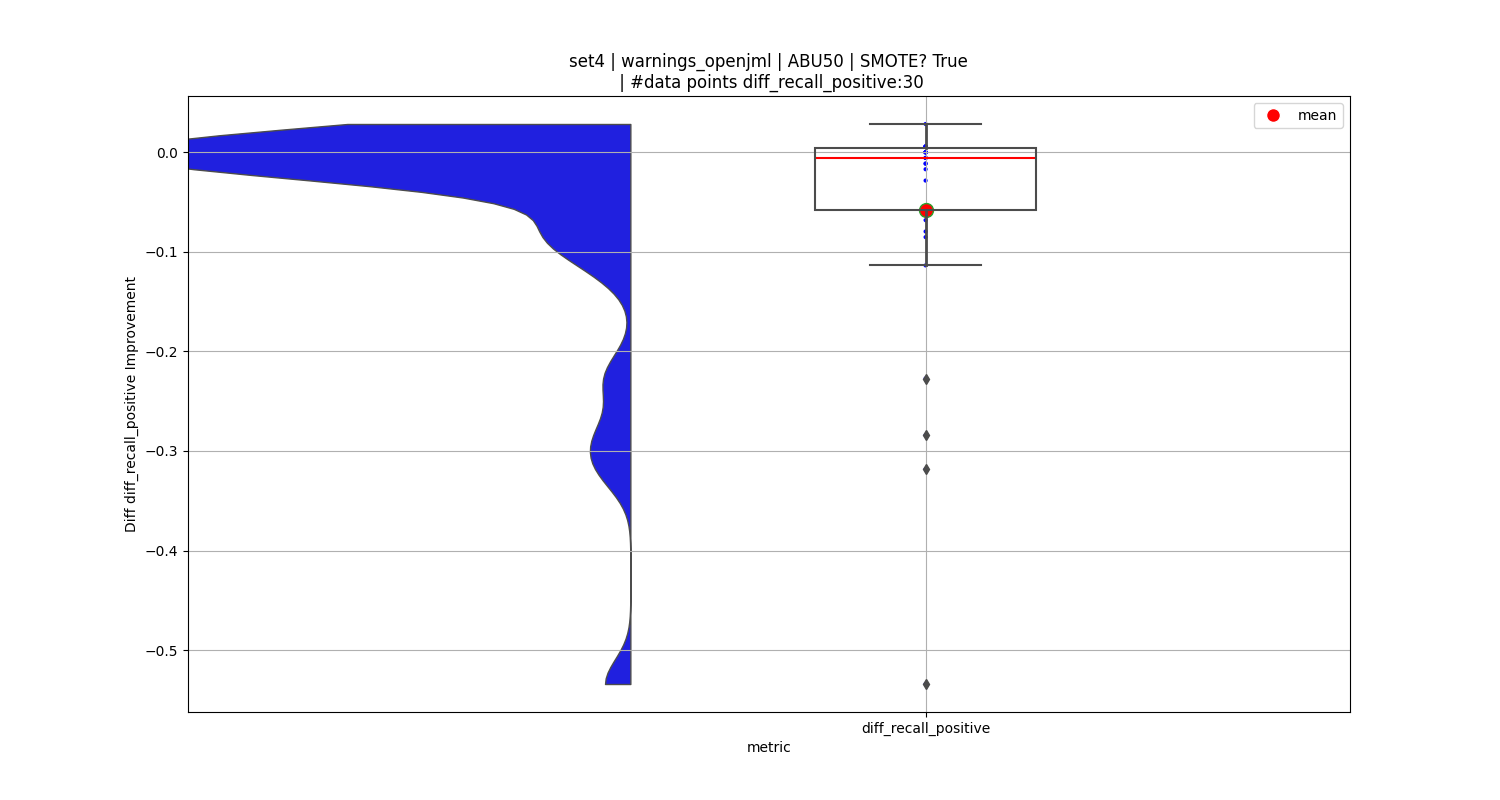 set4 | warnings_openjml | ABU50 | SMOTE? True
| #data points diff_recall_positive:30
mean
0.0
−0.1
−0.2
−0.3
−0.4
−0.5
Diff diff_recall_positive Improvement
diff_recall_positive
metric